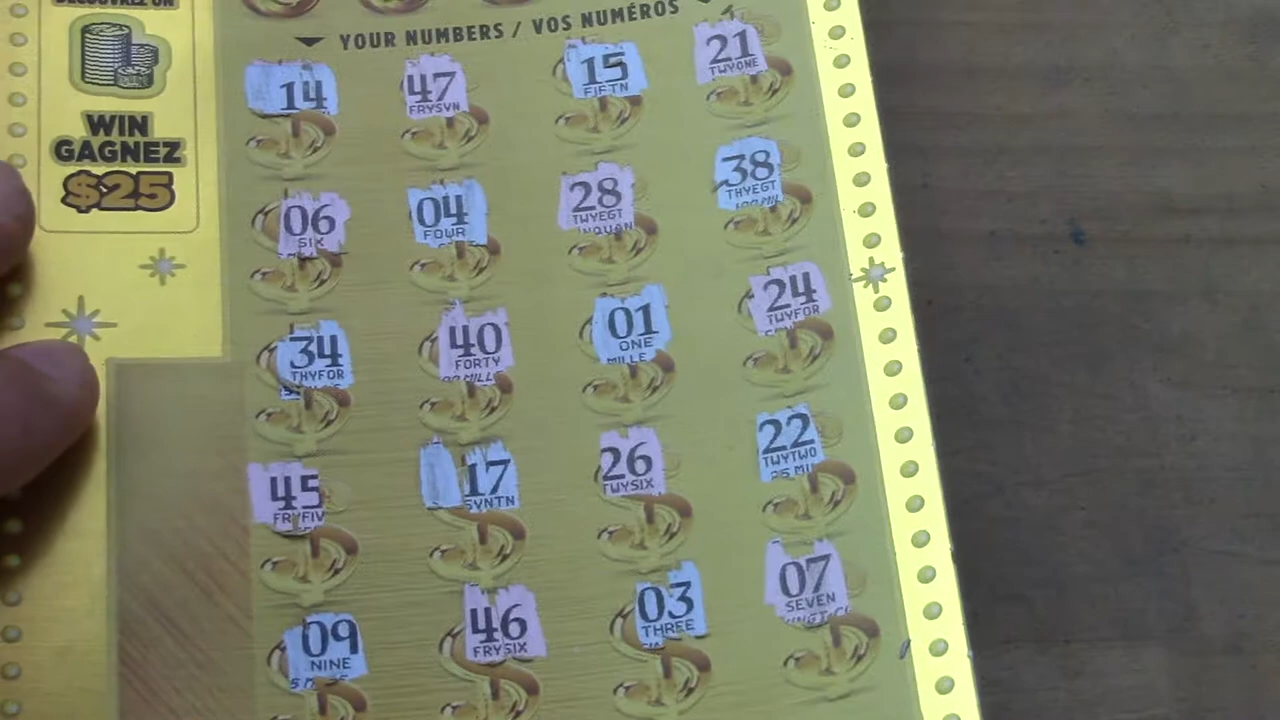 YOUR NUMBERS / VOS NUMÉROS
WIN
GAGNEZ
$25
14
47
FRYSVN
15
FIFTN
21
TWYONE
06
SIX
04
FOUR
28
TWYEGT
38
THYEGT
34
THYFOR
40
FORTY
01
ONE
MILLE
24
TWYFOR
45
FRYFIV
17
SVNTN
26
TWYSIX
22
TWYTWO
09
NINE
46
FRYSIX
03
THREE
07
SEVEN